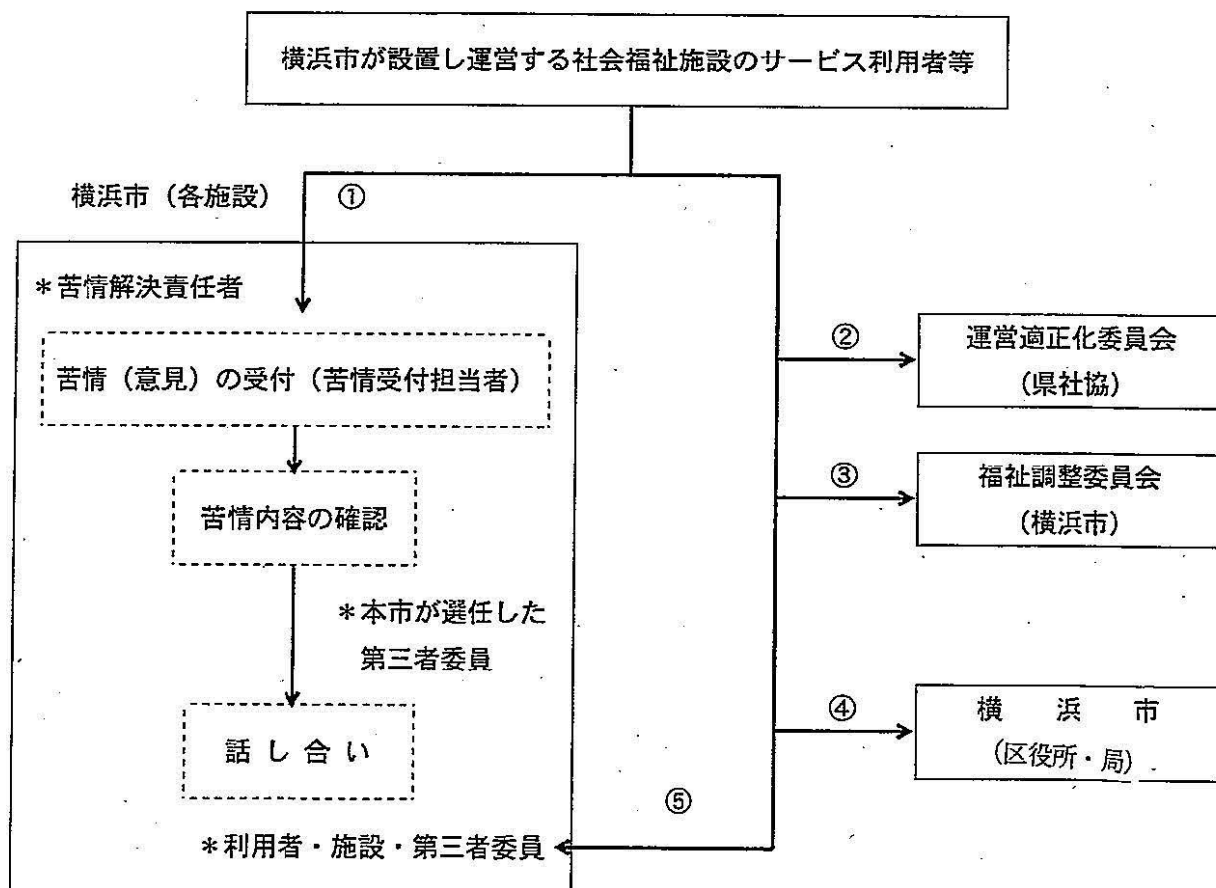 横浜市が設置し運営する社会福祉施設のサービス利用者等
横浜市（各施設）
①
＊苦情解決責任者
苦情（意見）の受付（苦情受付担当者）
苦情内容の確認
＊本市が選任した
第三者委員
話し合い
＊利用者・施設・第三者委員
②
運営適正化委員会
（県社協）
③
福祉調整委員会
（横浜市）
④
横　浜　市
（区役所・局）
⑤